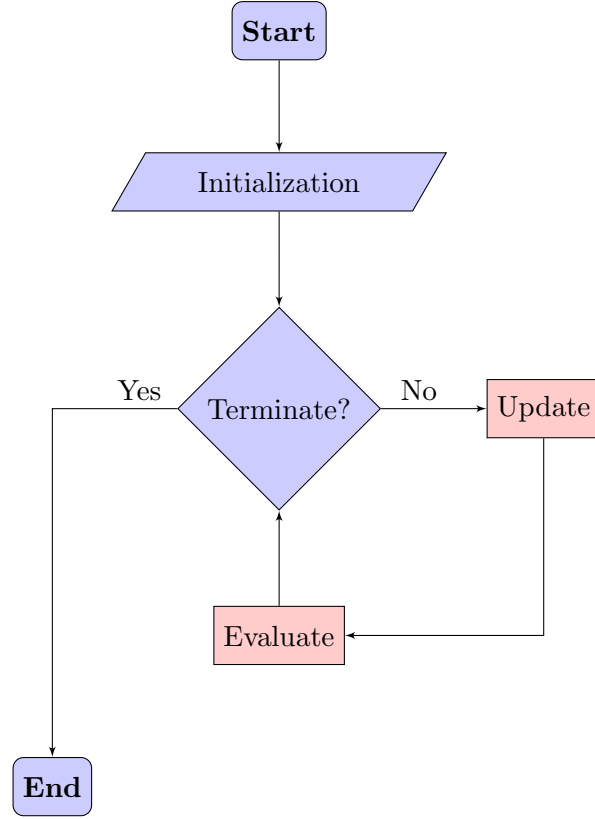 Start
Initialization
Yes
No
Terminate?
Update
Evaluate
End